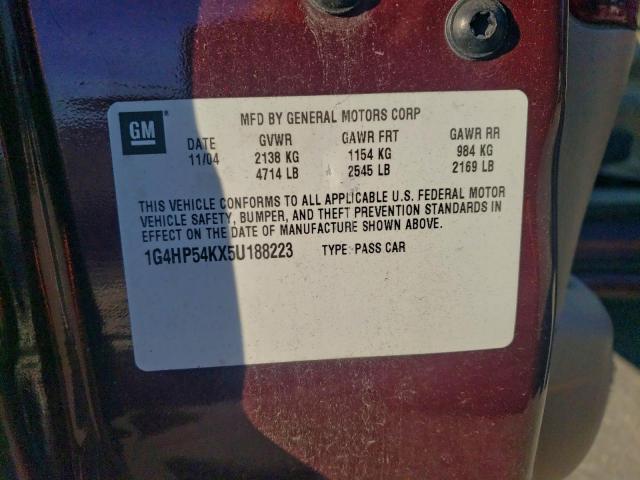 GM
MFD BY GENERAL MOTORS CORP
DATE GVWR GAWR FRT GAWR RR
11/04 2138 KG 1154 KG 984 KG
4714 LB 2545 LB 2169 LB
THIS VEHICLE CONFORMS TO ALL APPLICABLE U.S. FEDERAL MOTOR
VEHICLE SAFETY, BUMPER, AND THEFT PREVENTION STANDARDS IN
EFFECT ON THE DATE OF MANUFACTURE SHOWN ABOVE.
1G4HP54KX5U188223 TYPE: PASS CAR